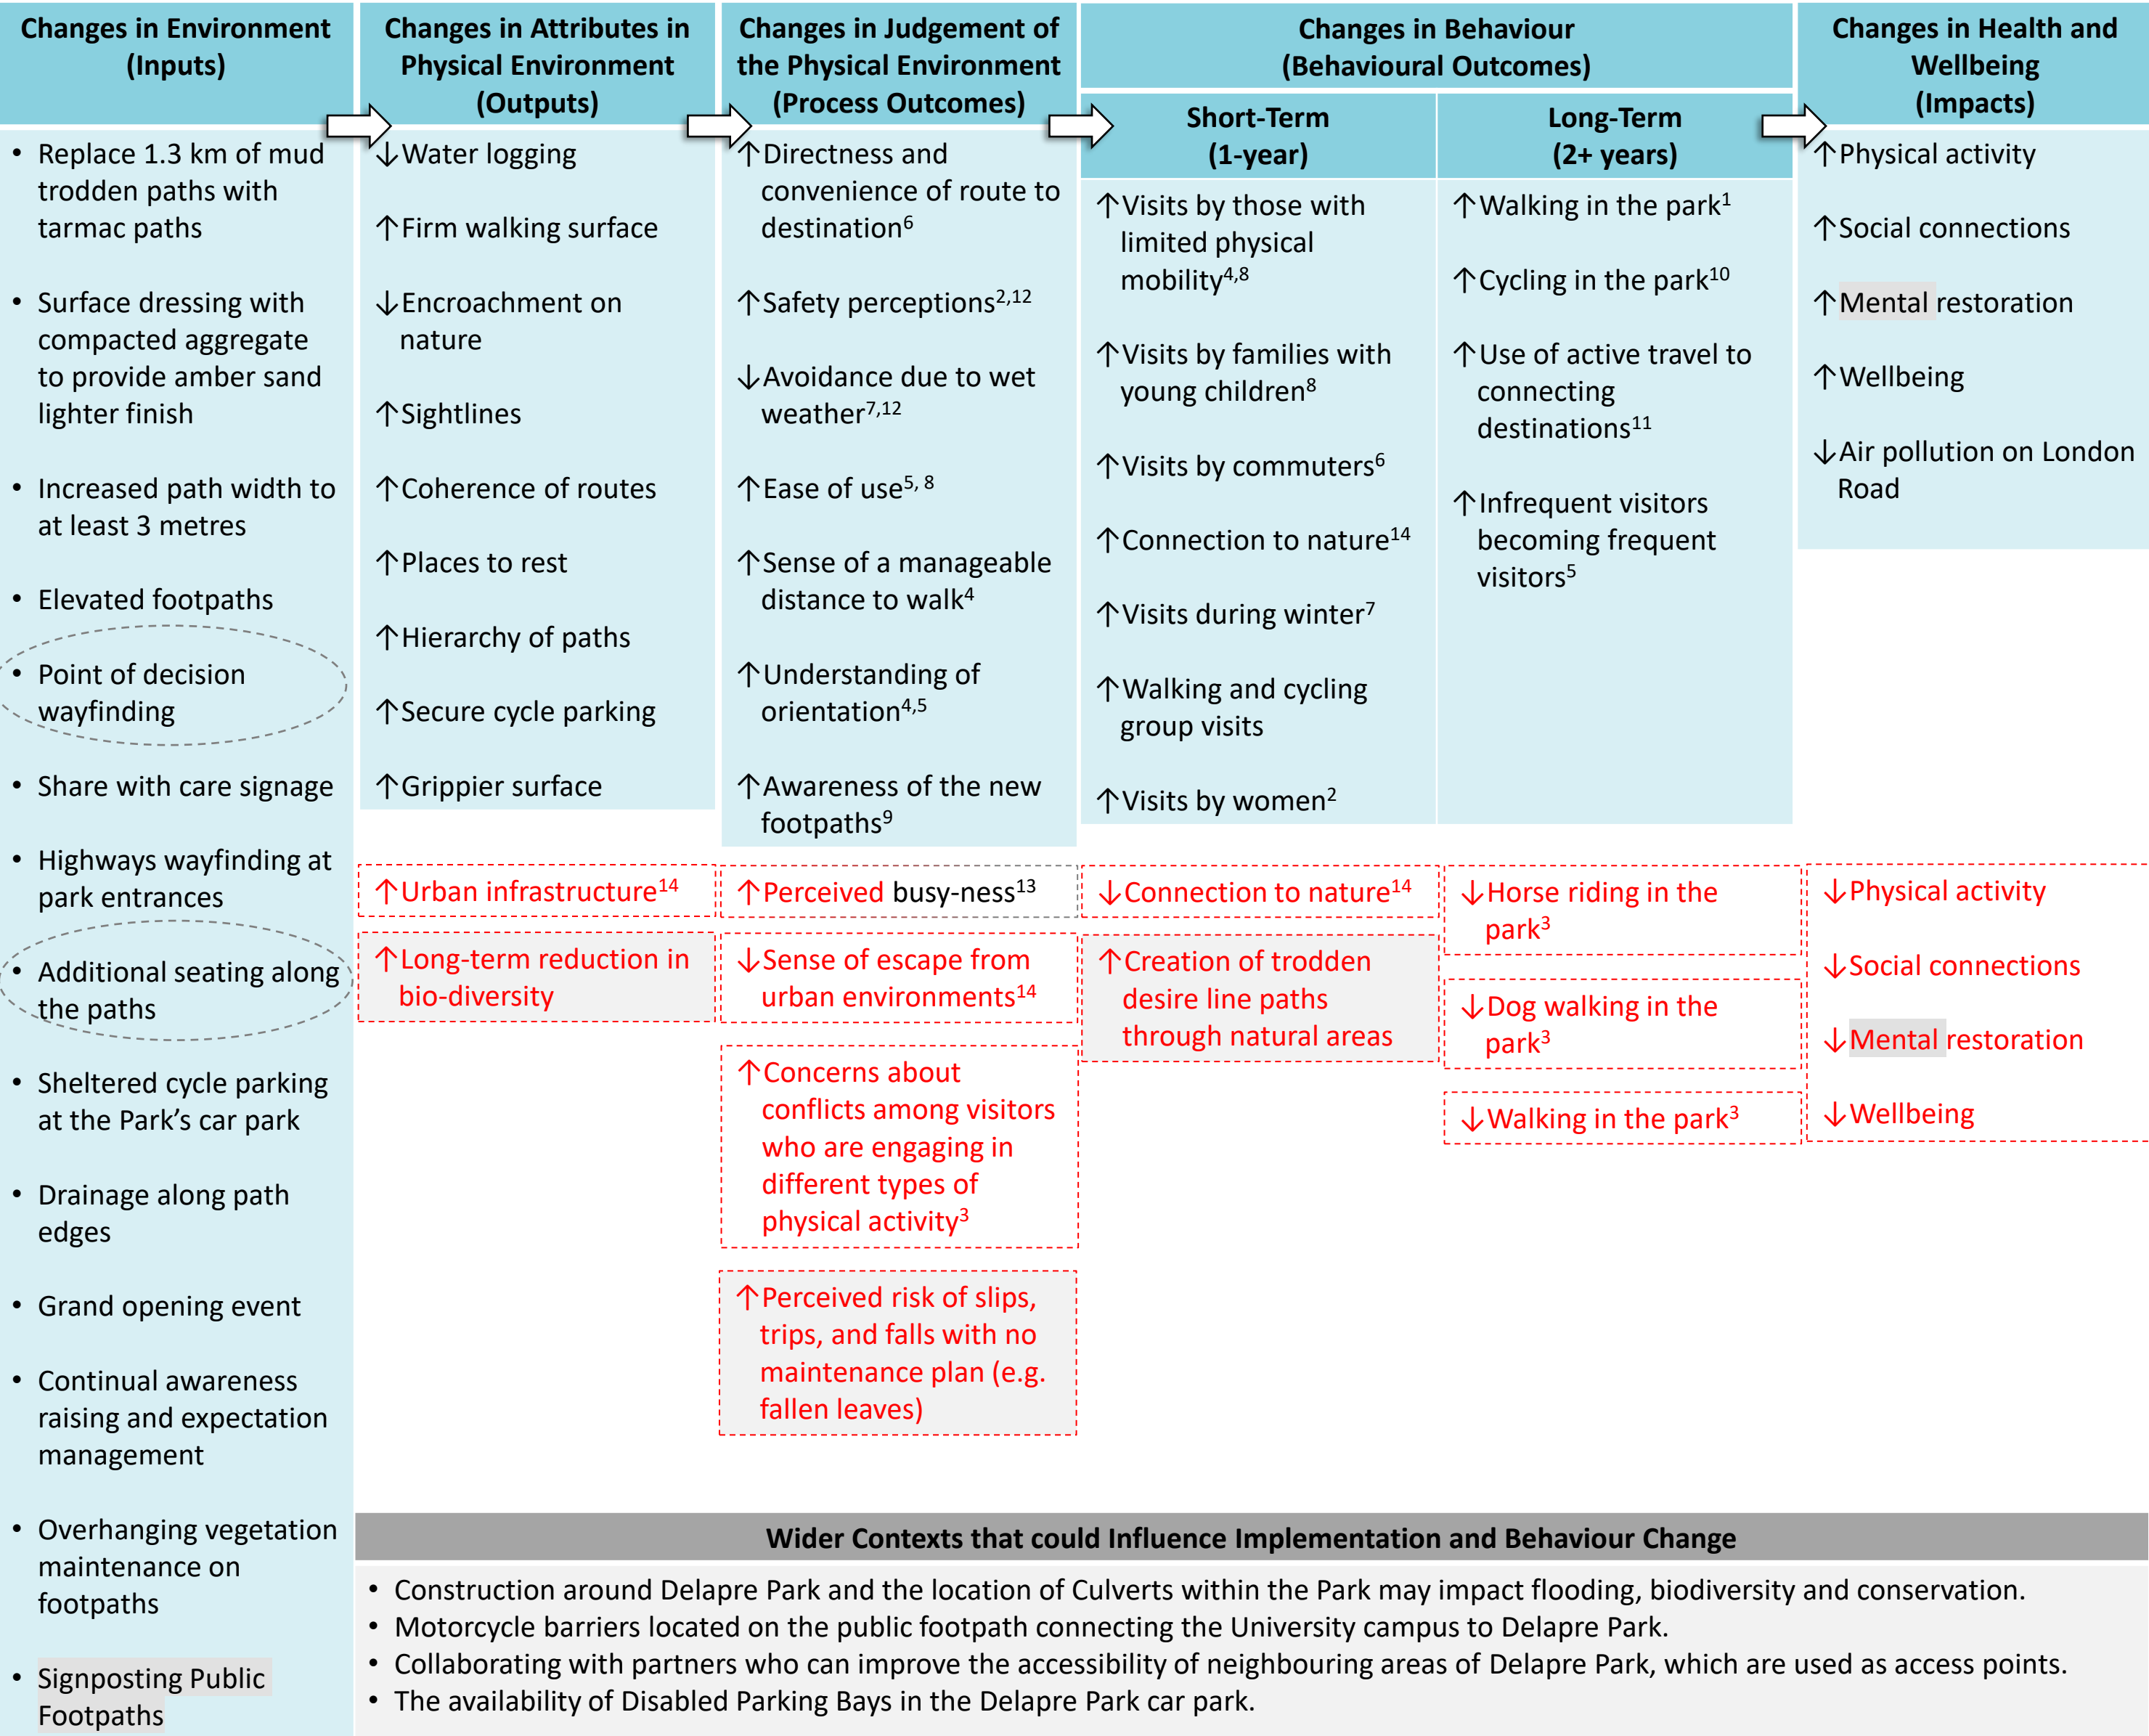 Changes in Environment
(Inputs)
• Replace 1.3 km of mud
trodden paths with
tarmac paths
• Surface dressing with
compacted aggregate
to provide amber sand
lighter finish
• Increased path width to
at least 3 metres
• Elevated footpaths
• Point of decision
wayfinding
• Share with care signage
• Highways wayfinding at
park entrances
• Additional seating along
the paths
• Sheltered cycle parking
at the Park’s car park
• Drainage along path
edges
• Grand opening event
• Continual awareness
raising and expectation
management
• Overhanging vegetation
maintenance on
footpaths
• Signposting Public
Footpaths
Changes in Attributes in
Physical Environment
(Outputs)
↓Water logging
↑Firm walking surface
↓Encroachment on
nature
↑Sightlines
↑Coherence of routes
↑Places to rest
↑Hierarchy of paths
↑Secure cycle parking
↑Grippier surface
↑Urban infrastructure14
↑Long-term reduction in
bio-diversity
Changes in Judgement of
the Physical Environment
(Process Outcomes)
↑Directness and
convenience of route to
destination6
↑Safety perceptions2,12
↓Avoidance due to wet
weather7,12
↑Ease of use5, 8
↑Sense of a manageable
distance to walk4
↑Understanding of
orientation4,5
↑Awareness of the new
footpaths9
↑Perceived busy-ness13
↓Sense of escape from
urban environments14
↑Concerns about
conflicts among visitors
who are engaging in
different types of
physical activity3
↑Perceived risk of slips,
trips, and falls with no
maintenance plan (e.g.
fallen leaves)
Changes in Behaviour
(Behavioural Outcomes)
Short-Term
(1-year)
↑Visits by those with
limited physical
mobility4,8
↑Visits by families with
young children8
↑Visits by commuters6
↑Connection to nature14
↑Visits during winter7
↑Walking and cycling
group visits
↑Visits by women2
↓Connection to nature14
↑Creation of trodden
desire line paths
through natural areas
Long-Term
(2+ years)
↑Walking in the park1
↑Cycling in the park10
↑Use of active travel to
connecting
destinations11
↑Infrequent visitors
becoming frequent
visitors5
↓Horse riding in the
park3
↓Dog walking in the
park3
↓Walking in the park3
Changes in Health and
Wellbeing
(Impacts)
↑Physical activity
↑Social connections
↑Mental restoration
↑Wellbeing
↓Air pollution on London
Road
↓Physical activity
↓Social connections
↓Mental restoration
↓Wellbeing
Wider Contexts that could Influence Implementation and Behaviour Change
• Construction around Delapre Park and the location of Culverts within the Park may impact flooding, biodiversity and conservation.
• Motorcycle barriers located on the public footpath connecting the University campus to Delapre Park.
• Collaborating with partners who can improve the accessibility of neighbouring areas of Delapre Park, which are used as access points.
• The availability of Disabled Parking Bays in the Delapre Park car park.